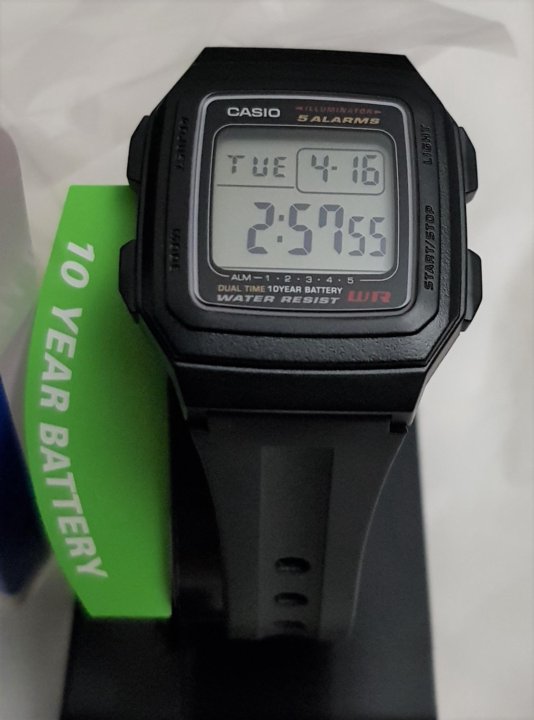 CASIO
ILLUMINATOR
5 ALARMS
TUE 4-16
2:57 55
ALM 1 · 2 · 3 · 4 · 5
DUAL TIME 10YEAR BATTERY
WATER RESIST WR
LIGHT
START/STOP
10 YEAR BATTERY